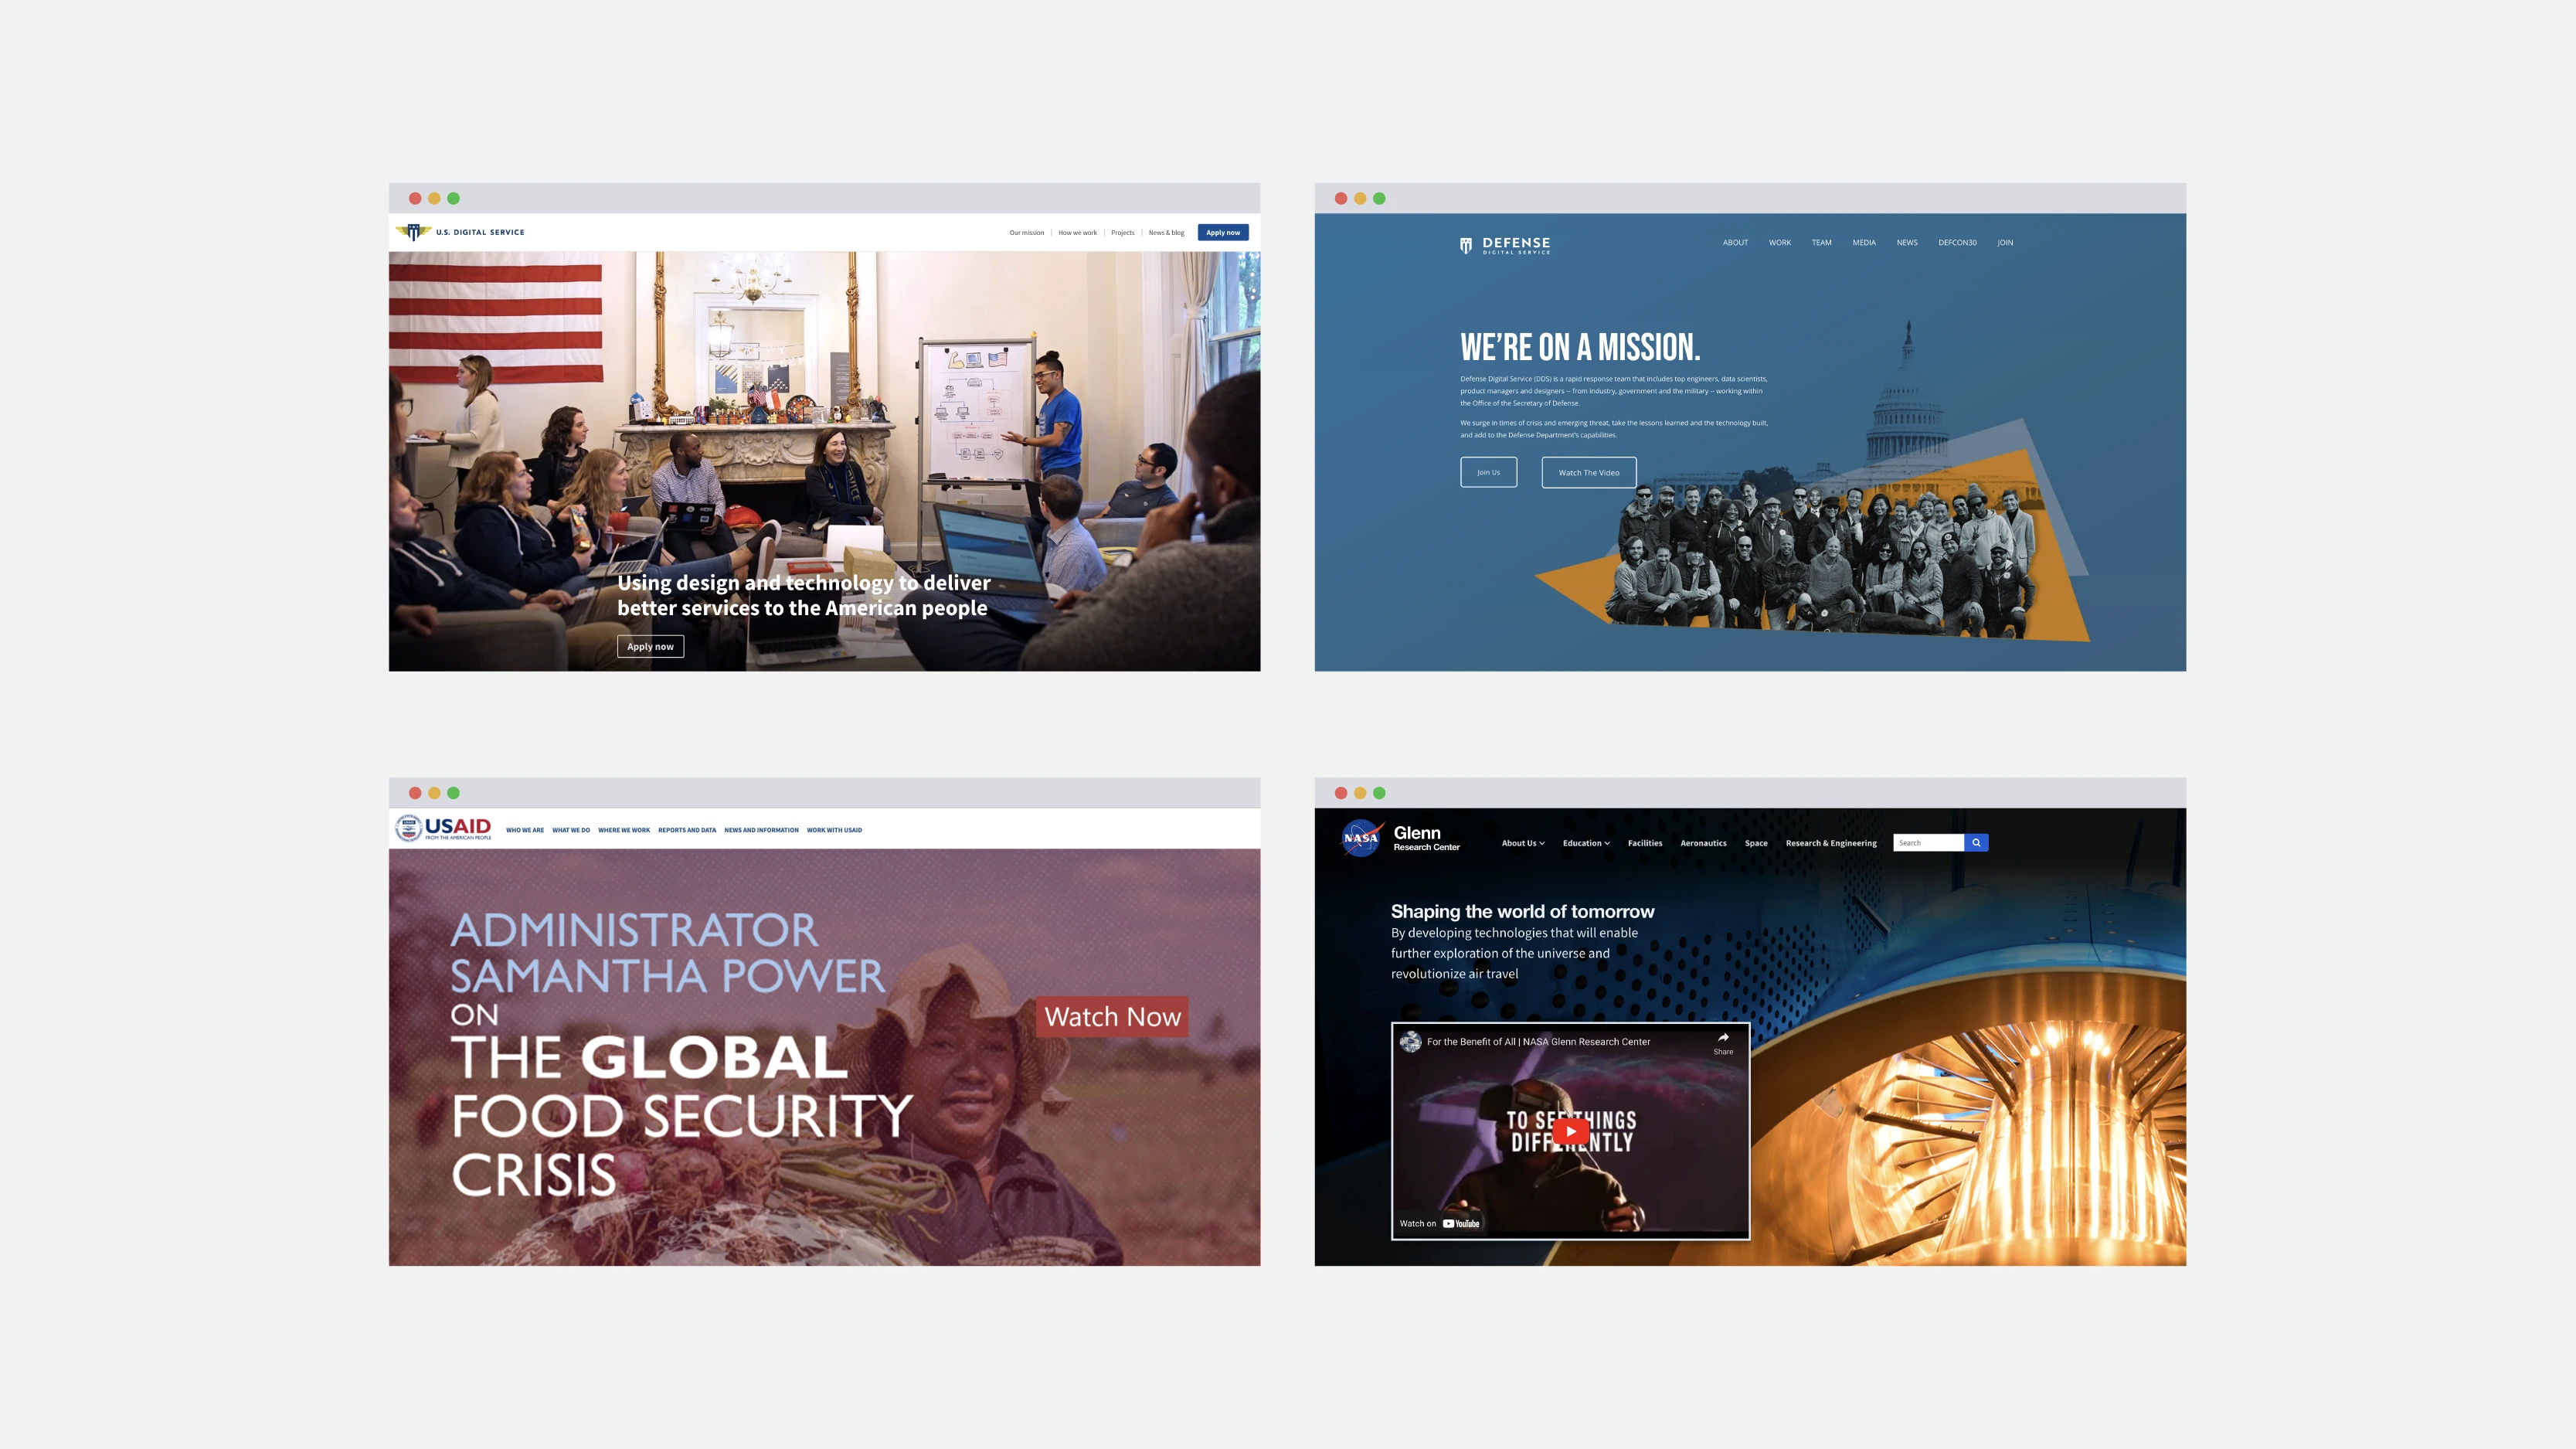 U.S. DIGITAL SERVICE
Our mission | How we work | Projects | News & blog
Apply now
Using design and technology to deliver
better services to the American people
Apply now
DEFENSE
DIGITAL SERVICE
ABOUT WORK TEAM MEDIA NEWS DEFCON30 JOIN
WE'RE ON A MISSION.
Defense Digital Service (DDS) is a rapid response team that includes top engineers, data scientists,
product managers and designers -- from industry, government and the military -- working within
the Office of the Secretary of Defense.
We surge in times of crisis and emerging threat, take the lessons learned and the technology built,
and add to the Defense Department's capabilities.
Join Us
Watch The Video
USAID
FROM THE AMERICAN PEOPLE
WHO WE ARE WHAT WE DO WHERE WE WORK REPORTS AND DATA NEWS AND INFORMATION WORK WITH USAID
ADMINISTRATOR
SAMANTHA POWER
ON
THE GLOBAL
FOOD SECURITY
CRISIS
Watch Now
NASA
Glenn
Research Center
About Us Education Facilities Aeronautics Space Research & Engineering
Search
Shaping the world of tomorrow
By developing technologies that will enable
further exploration of the universe and
revolutionize air travel
For the Benefit of All | NASA Glenn Research Center
Share
TO SEE THINGS
DIFFERENTLY
Watch on YouTube